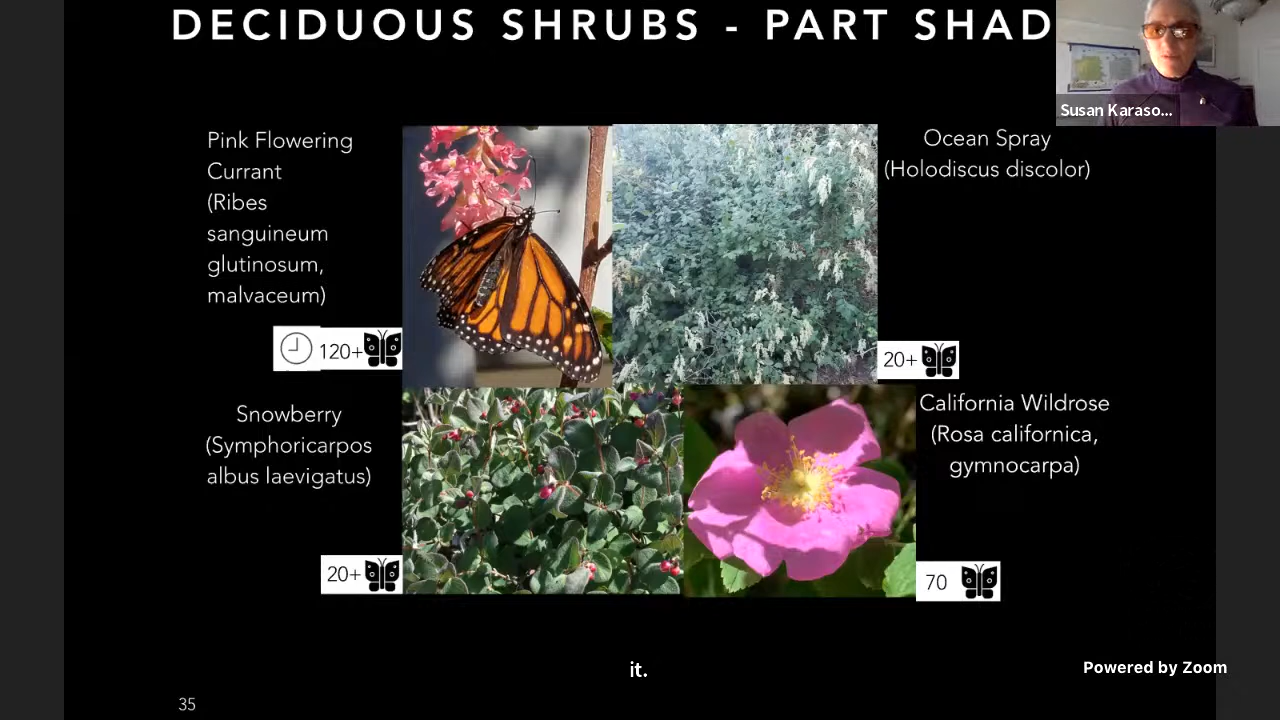 DECIDUOUS SHRUBS - PART SHAD
Susan Karaso...
Pink Flowering
Currant
(Ribes
sanguineum
glutinosum,
malvaceum)
120+
Ocean Spray
(Holodiscus discolor)
20+
Snowberry
(Symphoricarpos
albus laevigatus)
20+
California Wildrose
(Rosa californica,
gymnocarpa)
70
it.
Powered by Zoom
35